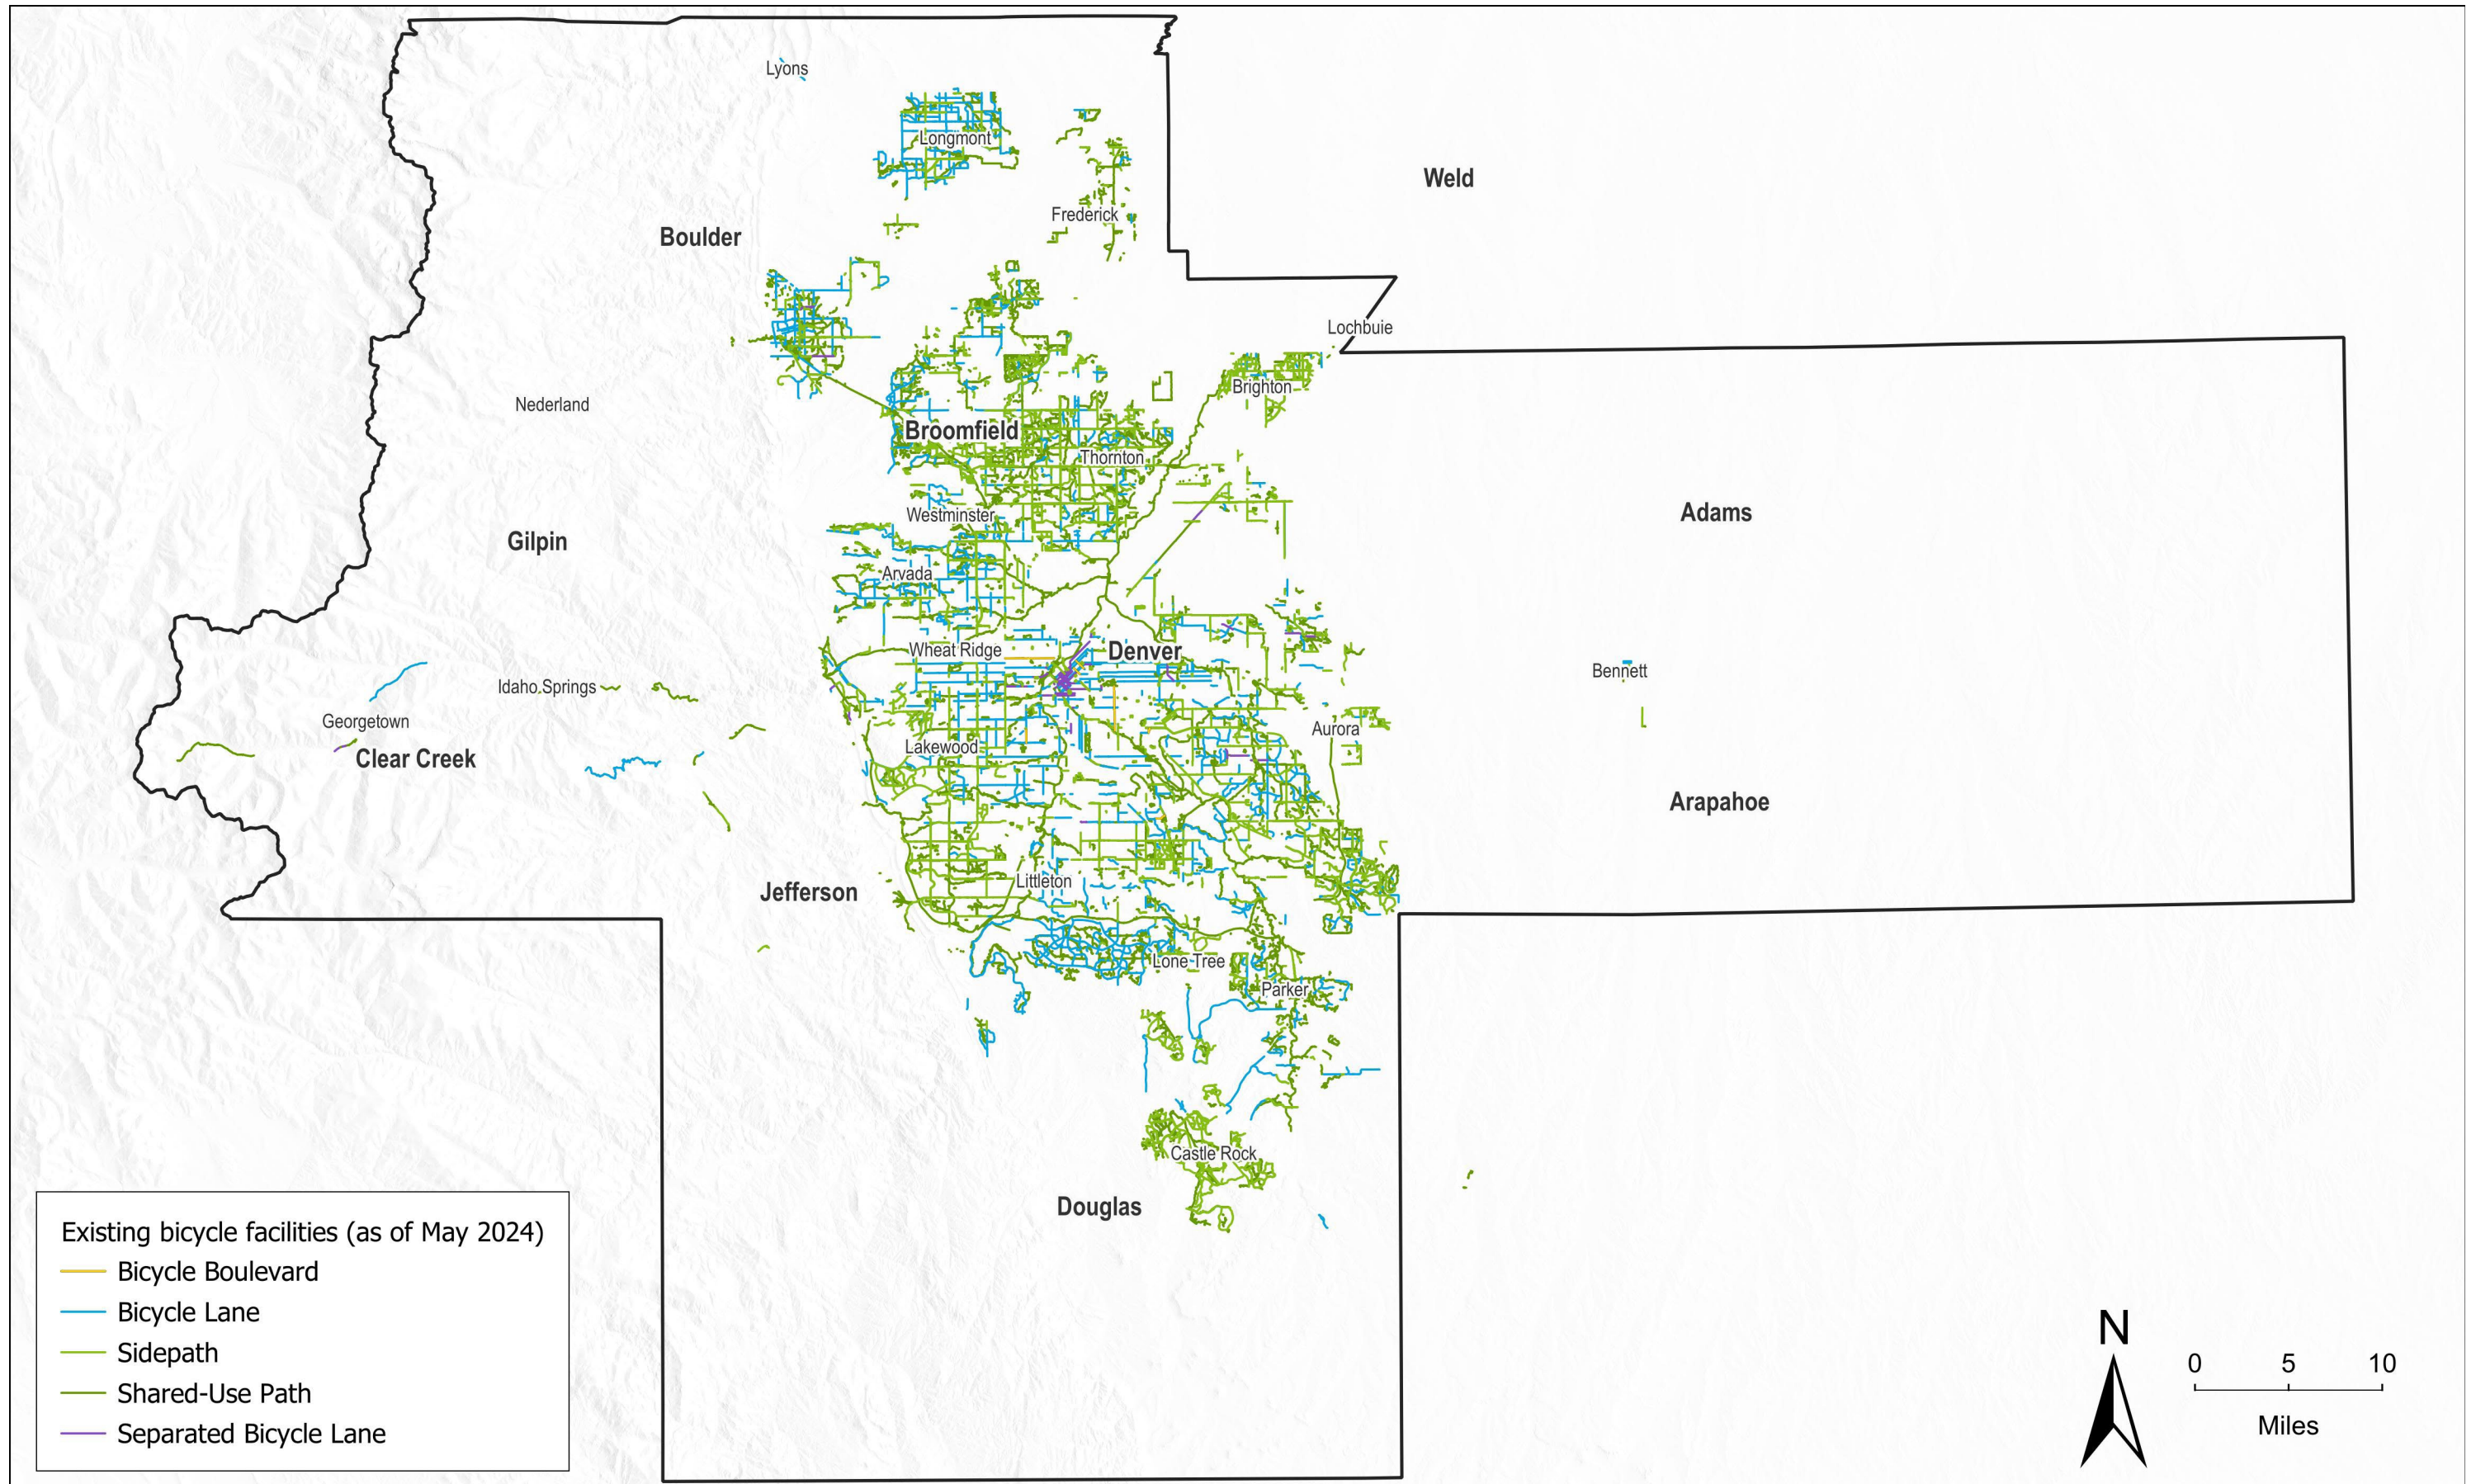 Lyons
Longmont
Weld
Frederick
Boulder
Lochbuie
Brighton
Nederland
Broomfield
Thornton
Westminster
Adams
Gilpin
Arvada
Wheat Ridge
Denver
Bennett
Idaho Springs
Georgetown
Aurora
Lakewood
Clear Creek
Arapahoe
Littleton
Jefferson
Lone Tree
Parker
Castle Rock
Douglas
Existing bicycle facilities (as of May 2024)
Bicycle Boulevard
Bicycle Lane
Sidepath
Shared-Use Path
Separated Bicycle Lane
N
0 5 10
Miles